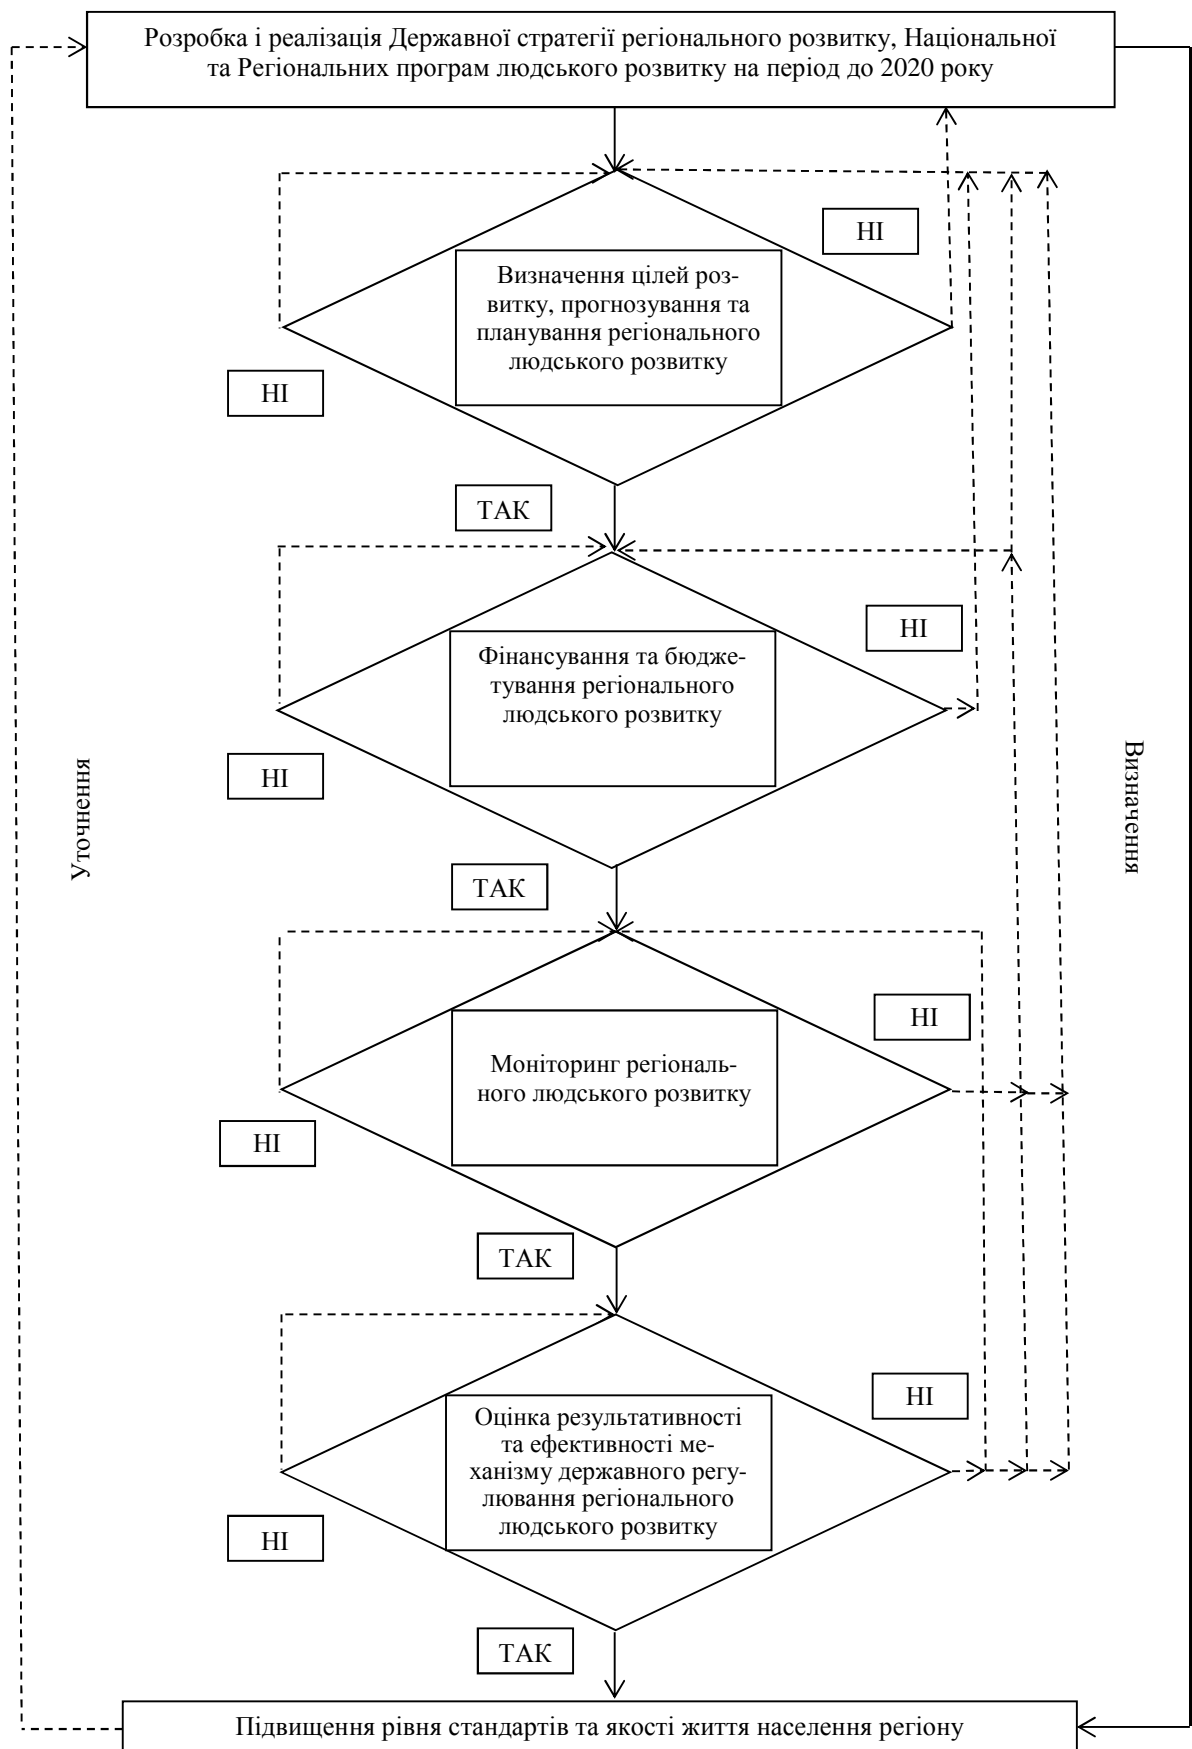 Розробка і реалізація Державної стратегії регіонального розвитку, Національної
та Регіональних програм людського розвитку на період до 2020 року
НІ
Визначення цілей роз-
витку, прогнозування та
планування регіонального
людського розвитку
НІ
ТАК
НІ
Фінансування та бюдже-
тування регіонального
людського розвитку
НІ
Уточнення
Визначення
ТАК
НІ
Моніторинг регіональ-
ного людського розвитку
НІ
ТАК
НІ
Оцінка результативності
та ефективності ме-
ханізму державного регу-
лювання регіонального
людського розвитку
НІ
ТАК
Підвищення рівня стандартів та якості життя населення регіону